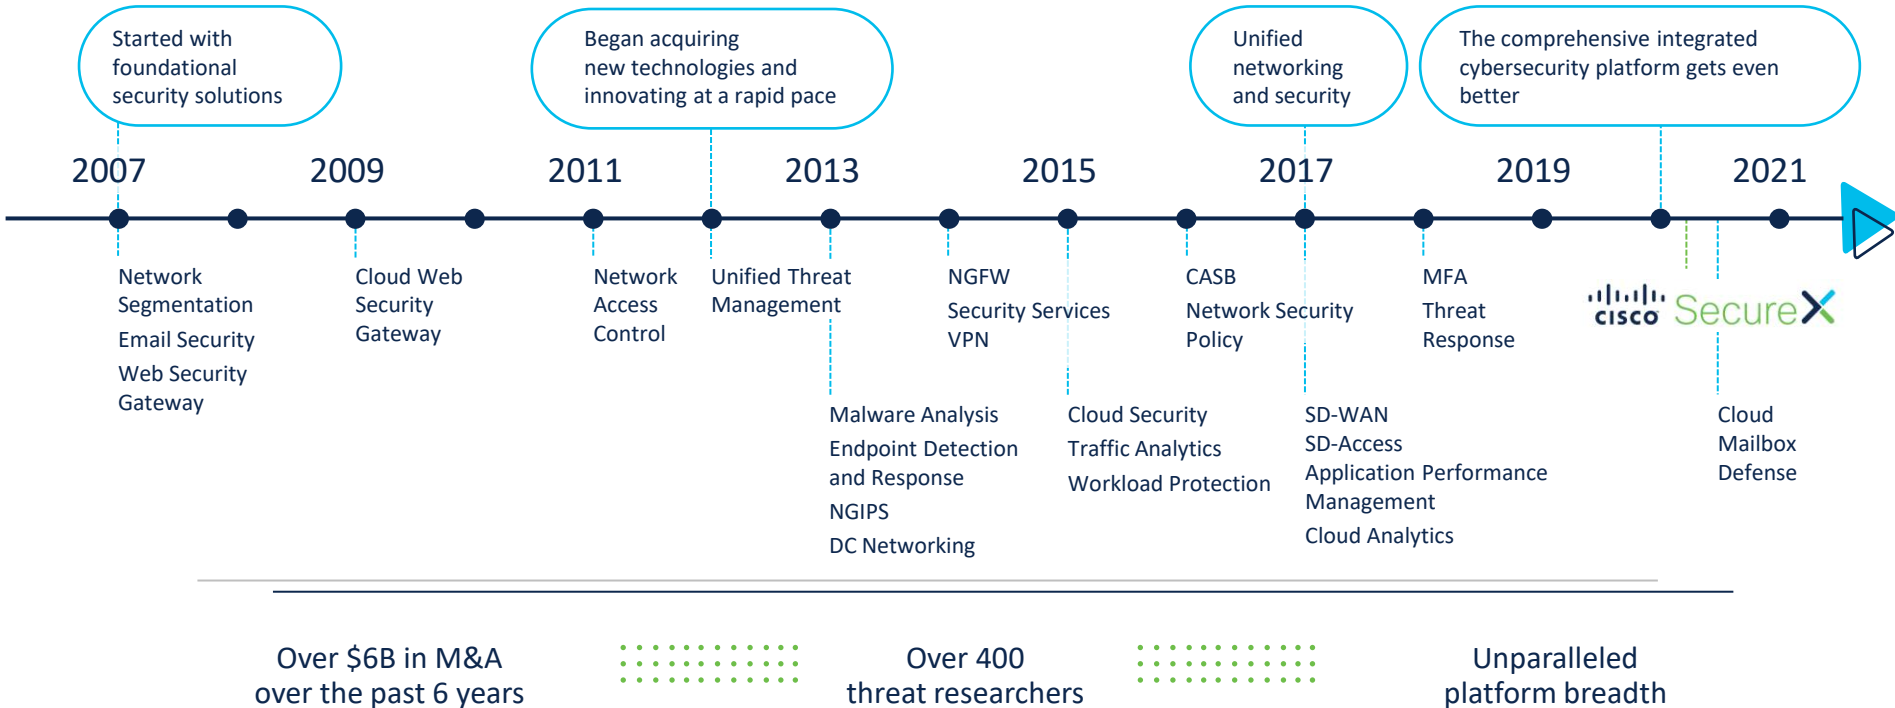 Started with
foundational
security solutions
Began acquiring
new technologies and
innovating at a rapid pace
Unified
networking
and security
The comprehensive integrated
cybersecurity platform gets even
better
2007
2009
2011
2013
2015
2017
2019
2021
Network
Segmentation
Email Security
Web Security
Gateway
Cloud Web
Security
Gateway
Network
Access
Control
Unified Threat
Management
Malware Analysis
Endpoint Detection
and Response
NGIPS
DC Networking
NGFW
Security Services
VPN
Cloud Security
Traffic Analytics
Workload Protection
CASB
Network Security
Policy
SD-WAN
SD-Access
Application Performance
Management
Cloud Analytics
MFA
Threat
Response
CISCO SecureX
Cloud
Mailbox
Defense
Over $6B in M&A
over the past 6 years
Over 400
threat researchers
Unparalleled
platform breadth